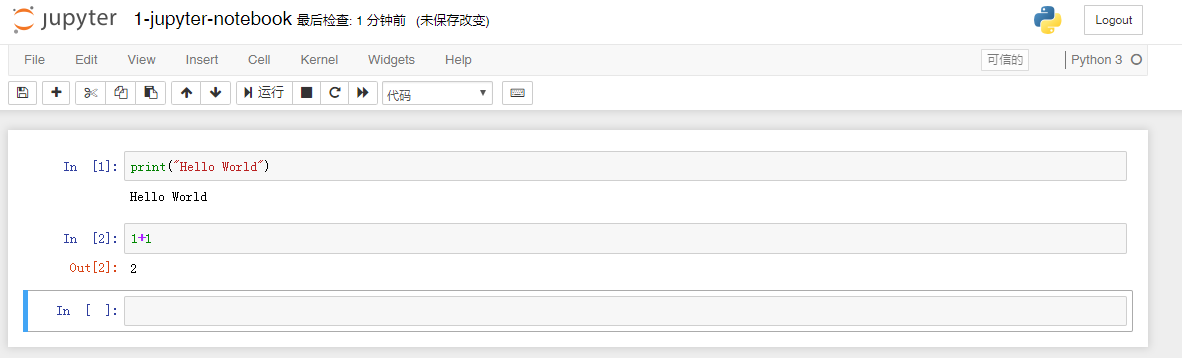 jupyter 1-jupyter-notebook 最后检查: 1 分钟前 (未保存改变) Logout
File Edit View Insert Cell Kernel Widgets Help 可信的 Python 3
运行 代码
In [1]: print("Hello World")
Hello World
In [2]: 1+1
Out[2]: 2
In [ ]: